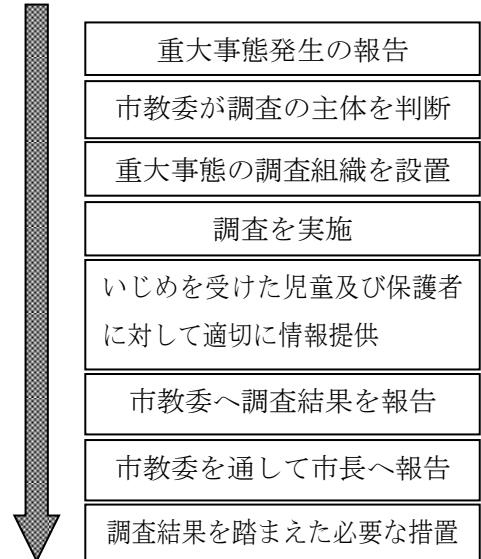 重大事態発生の報告
市教委が調査の主体を判断
重大事態の調査組織を設置
調査を実施
いじめを受けた児童及び保護者
に対して適切に情報提供
市教委へ調査結果を報告
市教委を通して市長へ報告
調査結果を踏まえた必要な措置